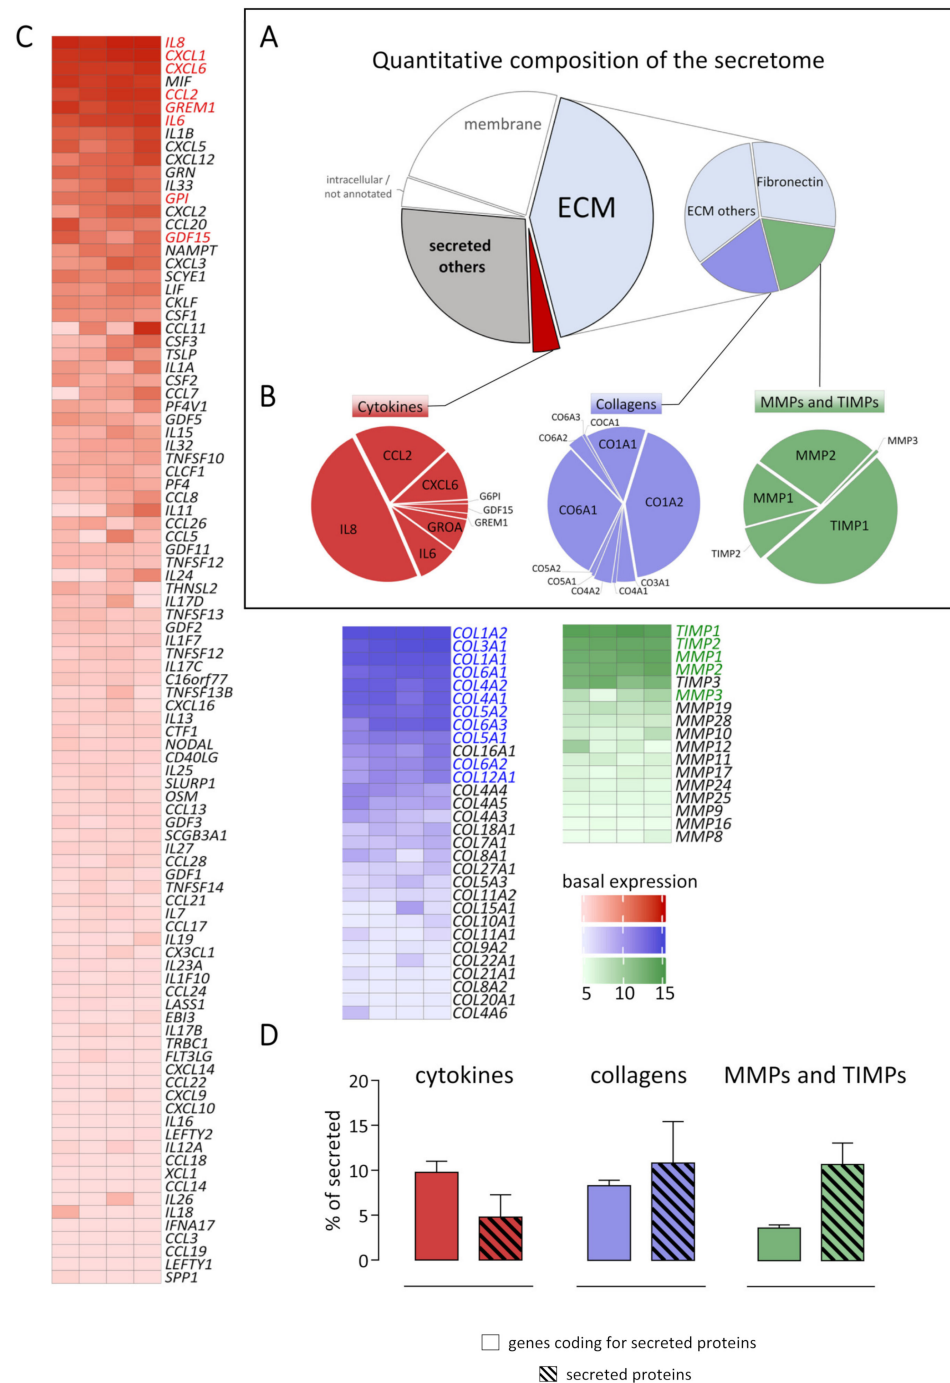 C
IL8
CXCL1
CXCL6
MIF
CCL2
GREM1
IL6
IL1B
CXCL5
CXCL12
GRN
IL33
GPI
CXCL2
CCL20
GDF15
NAMPT
CXCL3
SCYE1
LIF
CKLF
CSF1
CCL11
CSF3
TSLP
IL1A
CSF2
CCL7
PF4V1
GDF5
IL15
IL32
TNFSF10
CLCF1
PF4
CCL8
IL11
CCL26
CCL5
GDF11
TNFSF12
IL24
THNSL2
IL17D
TNFSF13
GDF2
IL1F7
TNFSF12
IL17C
C16orf77
TNFSF13B
CXCL16
IL13
CTF1
NODAL
CD40LG
IL25
SLURP1
OSM
CCL13
GDF3
SCGB3A1
IL27
CCL28
GDF1
TNFSF14
CCL21
IL7
CCL17
IL19
CX3CL1
IL23A
IL1F10
CCL24
LASS1
EBI3
IL17B
TRBC1
FLT3LG
CXCL14
CCL22
CXCL9
CXCL10
IL16
LEFTY2
IL12A
CCL18
XCL1
CCL14
IL26
IL18
IFNA17
CCL3
CCL19
LEFTY1
SPP1
A
Quantitative composition of the secretome
membrane
intracellular /
not annotated
secreted
others
ECM
Fibronectin
ECM others
B
Cytokines
Collagens
MMPs and TIMPs
CCL2
CXCL6
G6PI
GDF15
GREM1
GROA
IL6
IL8
CO6A3
COCA1
CO6A2
CO1A1
CO1A2
CO6A1
CO5A2
CO5A1
CO4A2
CO4A1
CO3A1
MMP3
MMP2
MMP1
TIMP1
TIMP2
COL1A2
COL3A1
COL1A1
COL6A1
COL4A2
COL4A1
COL5A2
COL6A3
COL5A1
COL16A1
COL6A2
COL12A1
COL4A4
COL4A5
COL4A3
COL18A1
COL7A1
COL8A1
COL27A1
COL5A3
COL11A2
COL15A1
COL10A1
COL11A1
COL9A2
COL22A1
COL21A1
COL8A2
COL20A1
COL4A6
TIMP1
TIMP2
MMP1
MMP2
TIMP3
MMP3
MMP19
MMP28
MMP10
MMP12
MMP11
MMP17
MMP24
MMP25
MMP9
MMP16
MMP8
basal expression
5 10 15
D
cytokines collagens MMPs and TIMPs
% of secreted
20
15
10
5
0
genes coding for secreted proteins
secreted proteins